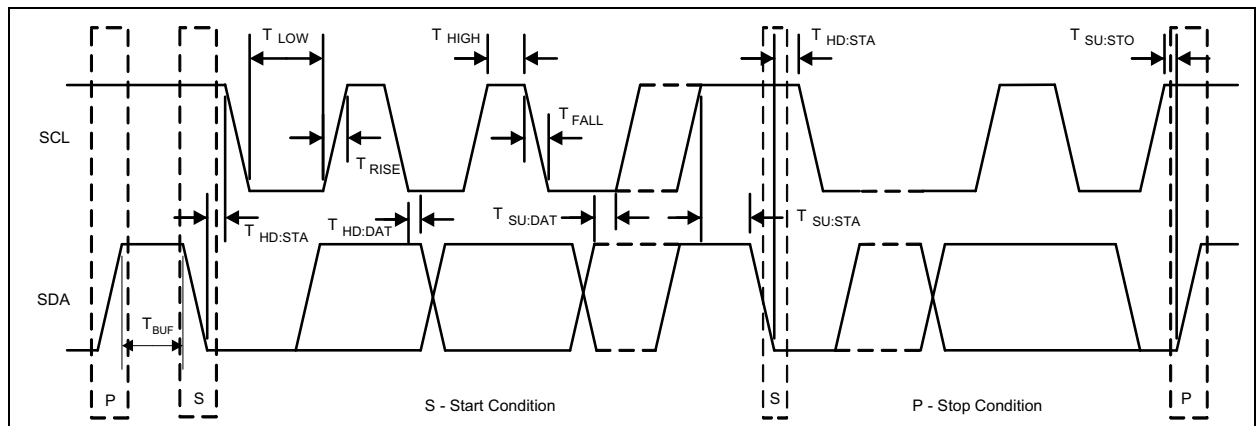 T LOW
T HIGH
T HD:STA
T SU:STO
SCL
T FALL
T RISE
T HD:STA
T HD:DAT
T SU:DAT
T SU:STA
SDA
T BUF
P
S
S - Start Condition
S
P - Stop Condition
P